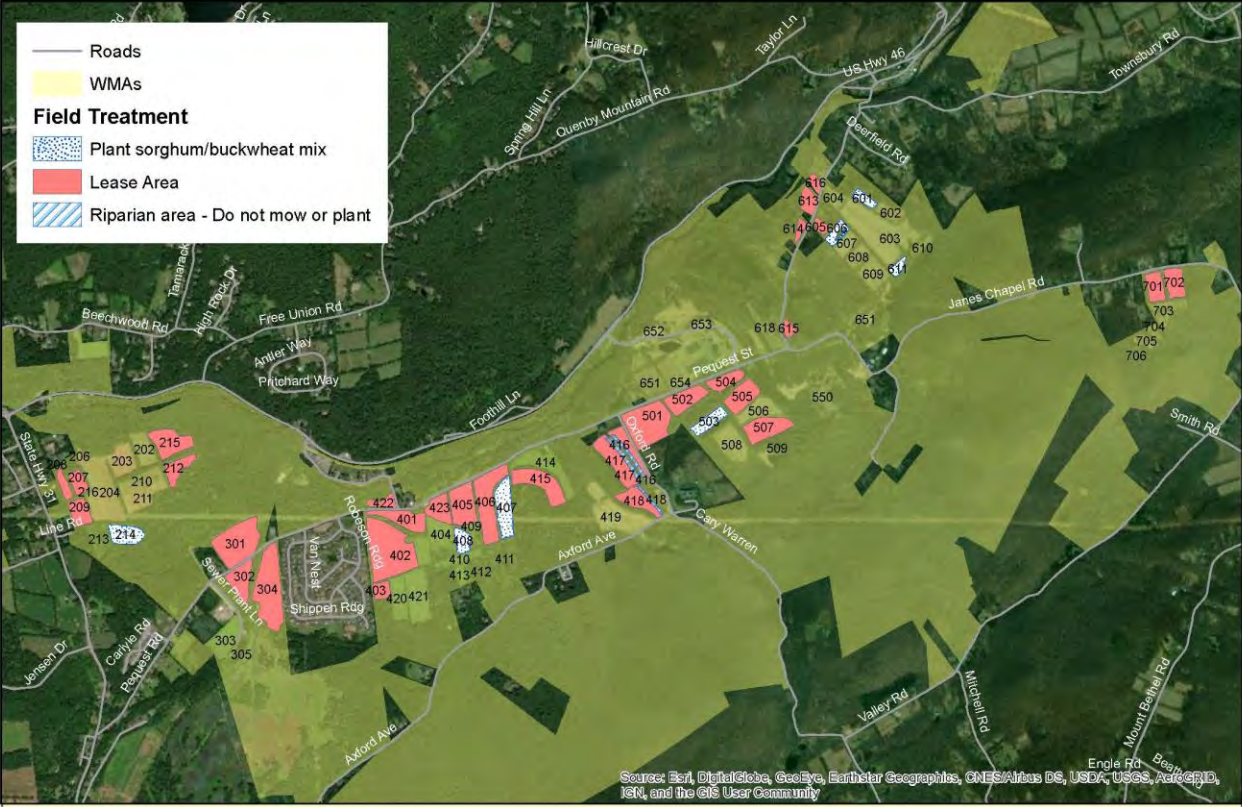 Roads
WMAs
Field Treatment
Plant sorghum/buckwheat mix
Lease Area
Riparian area - Do not mow or plant
Hillcrest Dr
Taylor Ln
US Hwy 46
Townsbury Rd
Spring Hill Ln
Quenby Mountain Rd
Deerfield Rd
616
604
601
613
602
614
605
606
607
603
610
608
611
609
Tamarack
High Rock Dr
Beechwood Rd
Free Union Rd
Antler Way
Pritchard Way
Janes Chapel Rd
701
702
703
704
705
706
652
653
618
615
651
Pequest St
651
654
504
502
505
550
501
503
506
507
508
509
Foothill Ln
Smith Rd
State Hwy 31
206
202
215
203
207
212
216
204
210
211
209
Line Rd
213
214
Oxford Rd
416
417
417
416
418
418
419
414
415
422
423
405
406
407
401
404
409
408
402
410
411
413
412
403
420
421
Robeson Rdg
Cary Warren
Axford Ave
301
302
304
Van Nest
Shippen Rdg
Sewer Plant Ln
303
305
Carlyle Rd
Jensen Dr
Pequest Rd
Axford Ave
Valley Rd
Mitchell Rd
Mount Bethel Rd
Engle Rd
Source: Esri, DigitalGlobe, GeoEye, Earthstar Geographics, CNES/Airbus DS, USDA, USGS, AeroGRID,
IGN, and the GIS User Community